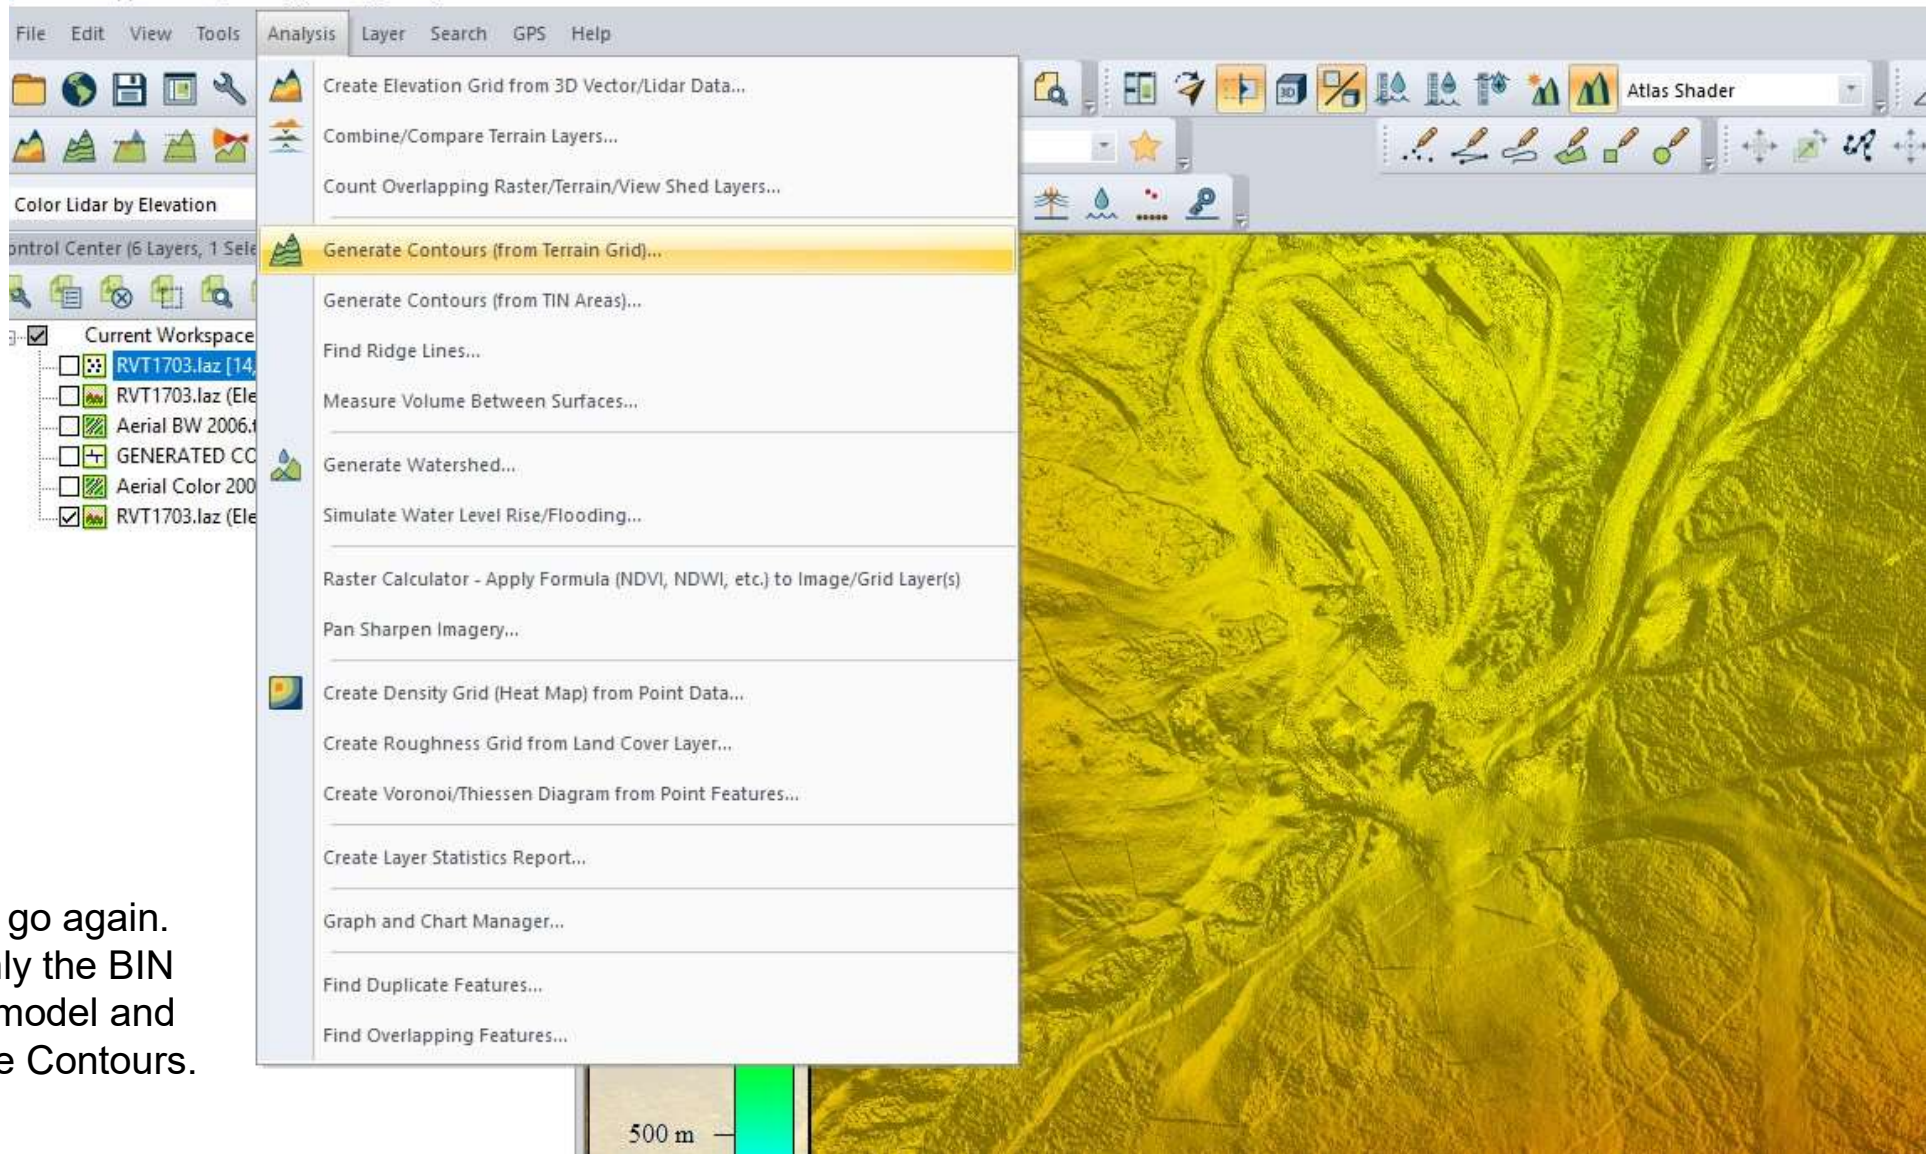 File Edit View Tools Analysis Layer Search GPS Help
Atlas Shader
Color Lidar by Elevation
Control Center (6 Layers, 1 Sele
Current Workspace
RVT1703.laz [14,
RVT1703.laz (Ele
Aerial BW 2006.t
GENERATED CO
Aerial Color 200
RVT1703.laz (Ele
Create Elevation Grid from 3D Vector/Lidar Data...
Combine/Compare Terrain Layers...
Count Overlapping Raster/Terrain/View Shed Layers...
Generate Contours (from Terrain Grid)...
Generate Contours (from TIN Areas)...
Find Ridge Lines...
Measure Volume Between Surfaces...
Generate Watershed...
Simulate Water Level Rise/Flooding...
Raster Calculator - Apply Formula (NDVI, NDWI, etc.) to Image/Grid Layer(s)
Pan Sharpen Imagery...
Create Density Grid (Heat Map) from Point Data...
Create Roughness Grid from Land Cover Layer...
Create Voronoi/Thiessen Diagram from Point Features...
Create Layer Statistics Report...
Graph and Chart Manager...
Find Duplicate Features...
Find Overlapping Features...
go again.
the BIN
model and
Contours.
500 m